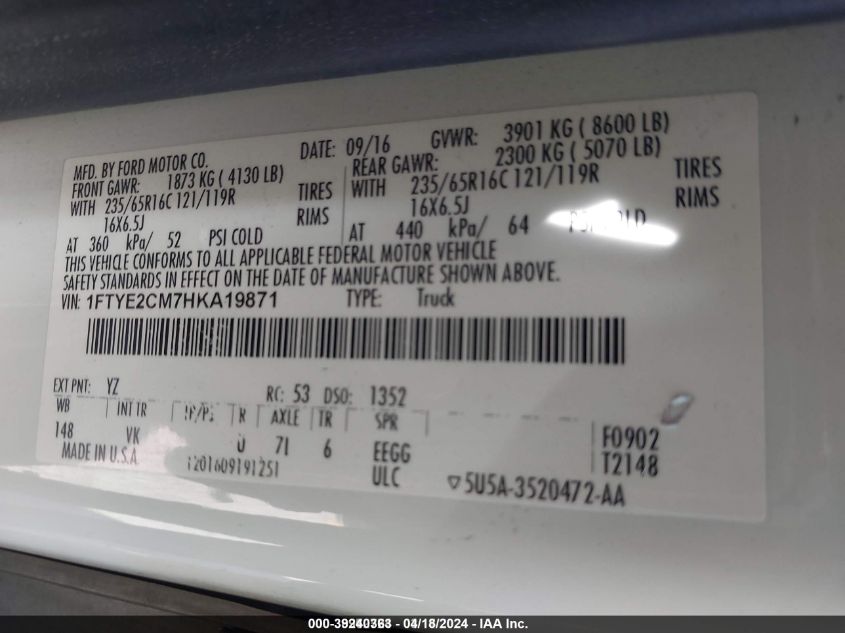 MFD. BY FORD MOTOR CO. DATE: 09/16 GVWR: 3901 KG ( 8600 LB)
FRONT GAWR: 1873 KG ( 4130 LB) REAR GAWR: 2300 KG ( 5070 LB)
WITH 235/65R16C 121/119R TIRES WITH 235/65R16C 121/119R TIRES
16X6.5J RIMS 16X6.5J RIMS
AT 360 kPa/ 52 PSI COLD AT 440 kPa/ 64
THIS VEHICLE CONFORMS TO ALL APPLICABLE FEDERAL MOTOR VEHICLE
SAFETY STANDARDS IN EFFECT ON THE DATE OF MANUFACTURE SHOWN ABOVE.
VIN: 1FTYE2CM7HKA19871 TYPE: Truck
EXT PNT: YZ RC: 53 DSO: 1352
WB INT TR R AXLE TR SPR
148 VK 71 6 EEGG F0902
MADE IN U.S.A 1201609191251 ULC T2148
5U5A-3520472-AA
04/18/2024 - IAA Inc.